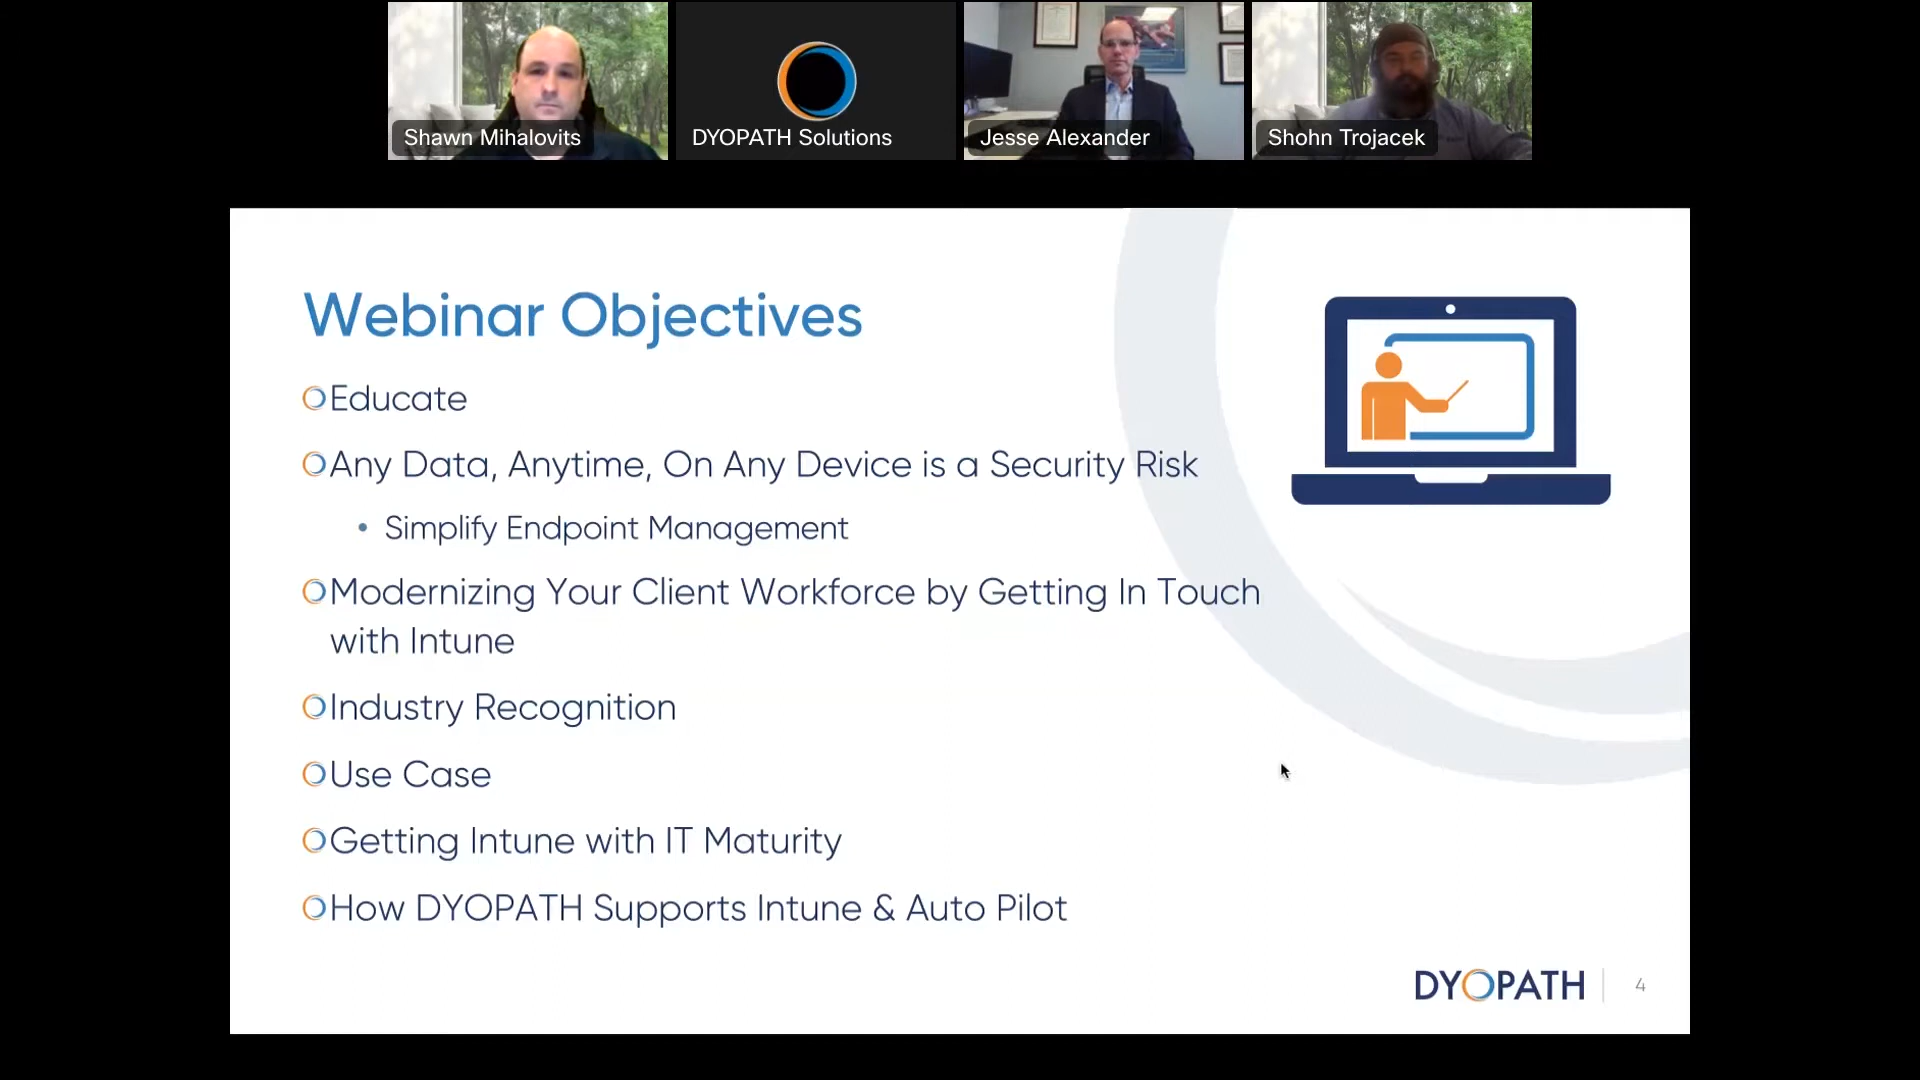 Shawn Mihalovits
DYOPATH Solutions
Jesse Alexander
Shohn Trojacek
Webinar Objectives
Educate
Any Data, Anytime, On Any Device is a Security Risk
• Simplify Endpoint Management
Modernizing Your Client Workforce by Getting In Touch
with Intune
Industry Recognition
Use Case
Getting Intune with IT Maturity
How DYOPATH Supports Intune & Auto Pilot
DYOPATH
4